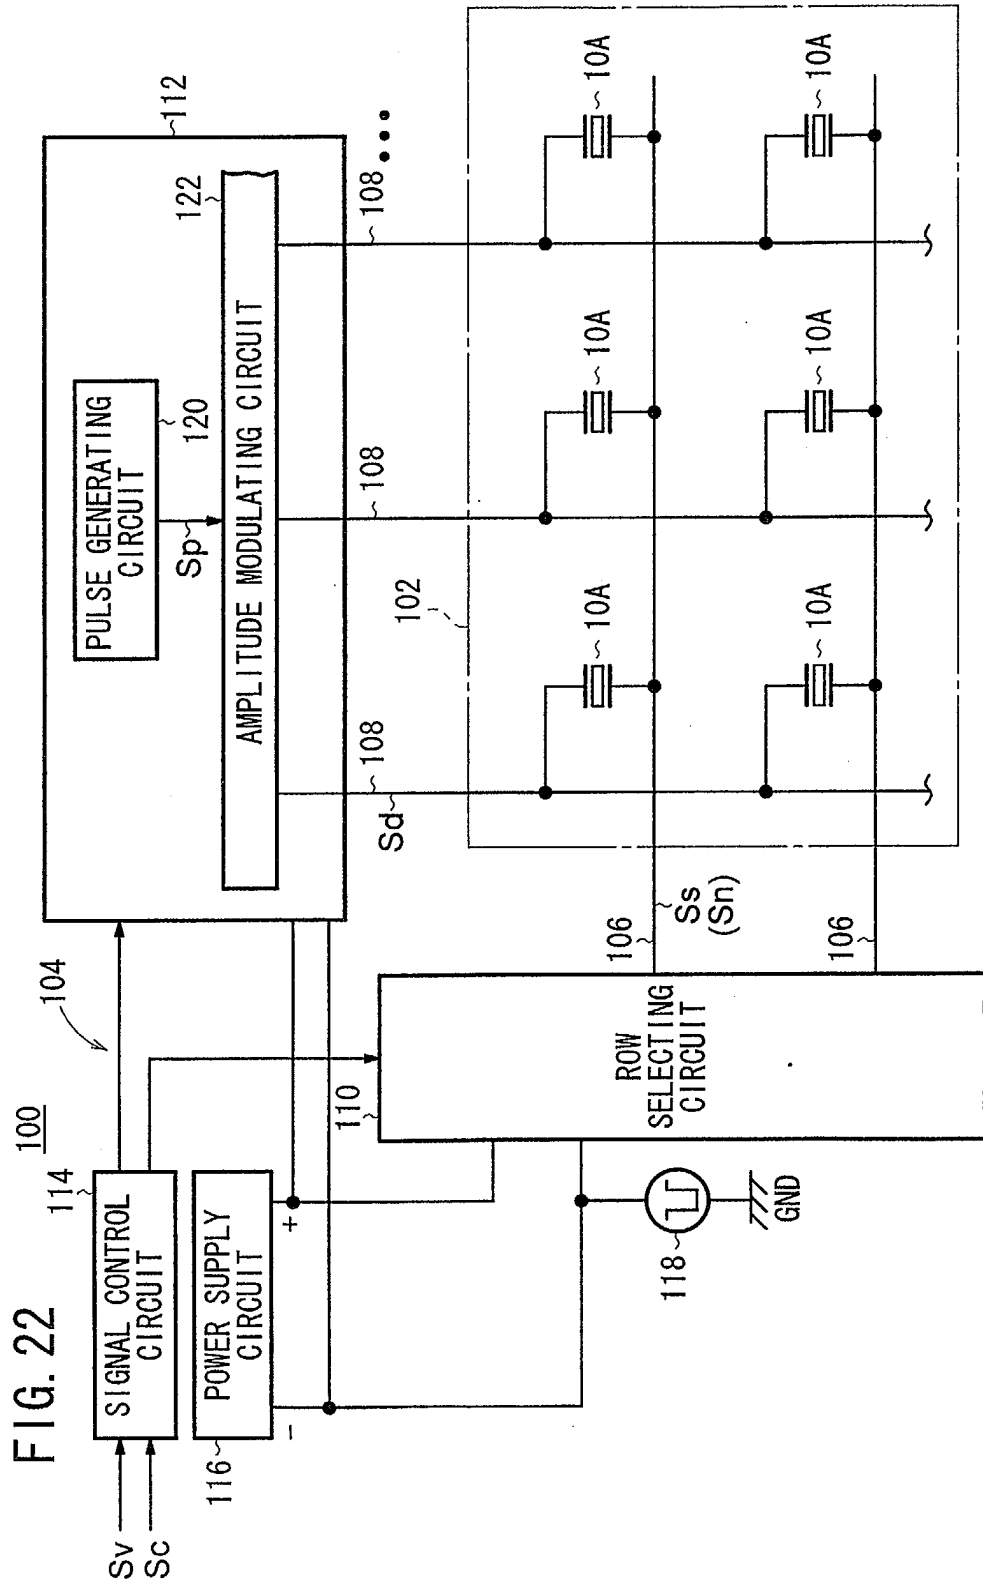 FIG. 22
100
Sv
Sc
114
SIGNAL CONTROL
CIRCUIT
104
116
POWER SUPPLY
CIRCUIT
+
-
112
PULSE GENERATING
CIRCUIT
120
Sp
122
AMPLITUDE MODULATING CIRCUIT
108
108
108
Sd
110
ROW
SELECTING
CIRCUIT
118
GND
102
106
Ss
(Sn)
106
10A
10A
10A
10A
10A
10A